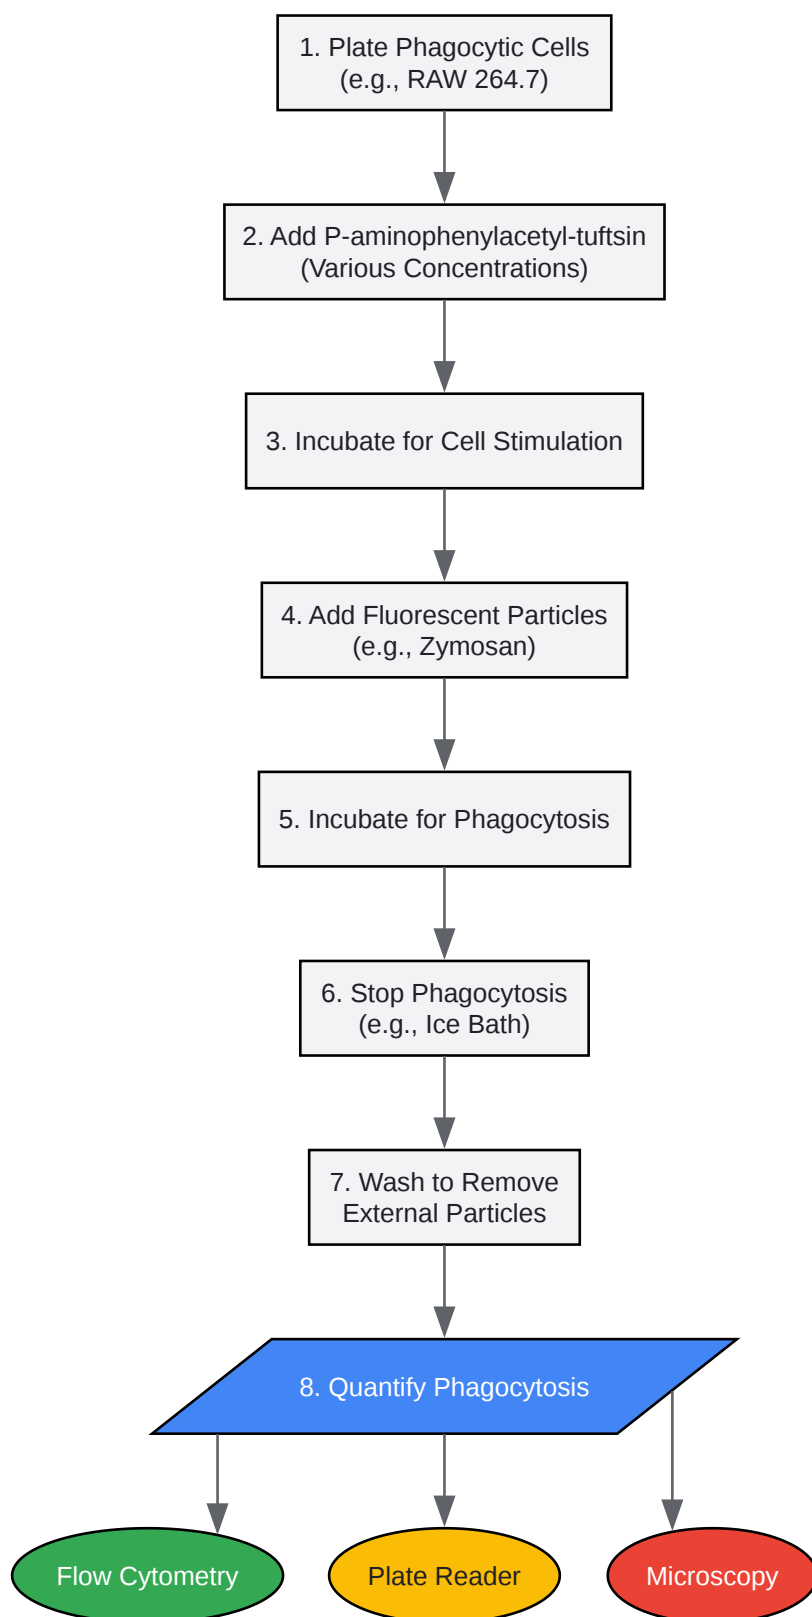 1. Plate Phagocytic Cells
(e.g., RAW 264.7)
2. Add P-aminophenylacetyl-tuftsin
(Various Concentrations)
3. Incubate for Cell Stimulation
4. Add Fluorescent Particles
(e.g., Zymosan)
5. Incubate for Phagocytosis
6. Stop Phagocytosis
(e.g., Ice Bath)
7. Wash to Remove
External Particles
8. Quantify Phagocytosis
Flow Cytometry
Plate Reader
Microscopy